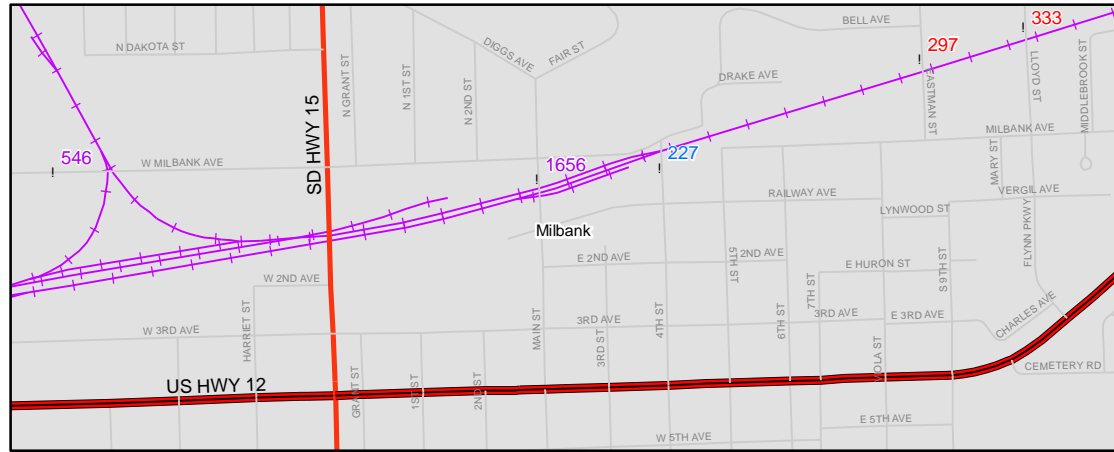 BELL AVE
333
N DAKOTA ST
DIGGS AVE
FAIR ST
297
LLOYD ST
MIDDLEBROOK ST
N GRANT ST
N 1ST ST
N 2ND ST
DRAKE AVE
EASTMAN ST
SD HWY 15
MILBANK AVE
546
W MILBANK AVE
1656
227
MARY ST
RAILWAY AVE
VERGIL AVE
LYNWOOD ST
Milbank
FLYNN PKWY
E 2ND AVE
5TH ST
2ND AVE
E HURON ST
S 9TH ST
W 2ND AVE
7TH ST
HARRIET ST
W 3RD AVE
MAIN ST
3RD AVE
3RD ST
4TH ST
6TH ST
3RD AVE
E 3RD AVE
CHARLES AVE
VIOLA ST
CEMETERY RD
US HWY 12
GRANT ST
1ST ST
2ND ST
E 5TH AVE
W 5TH AVE